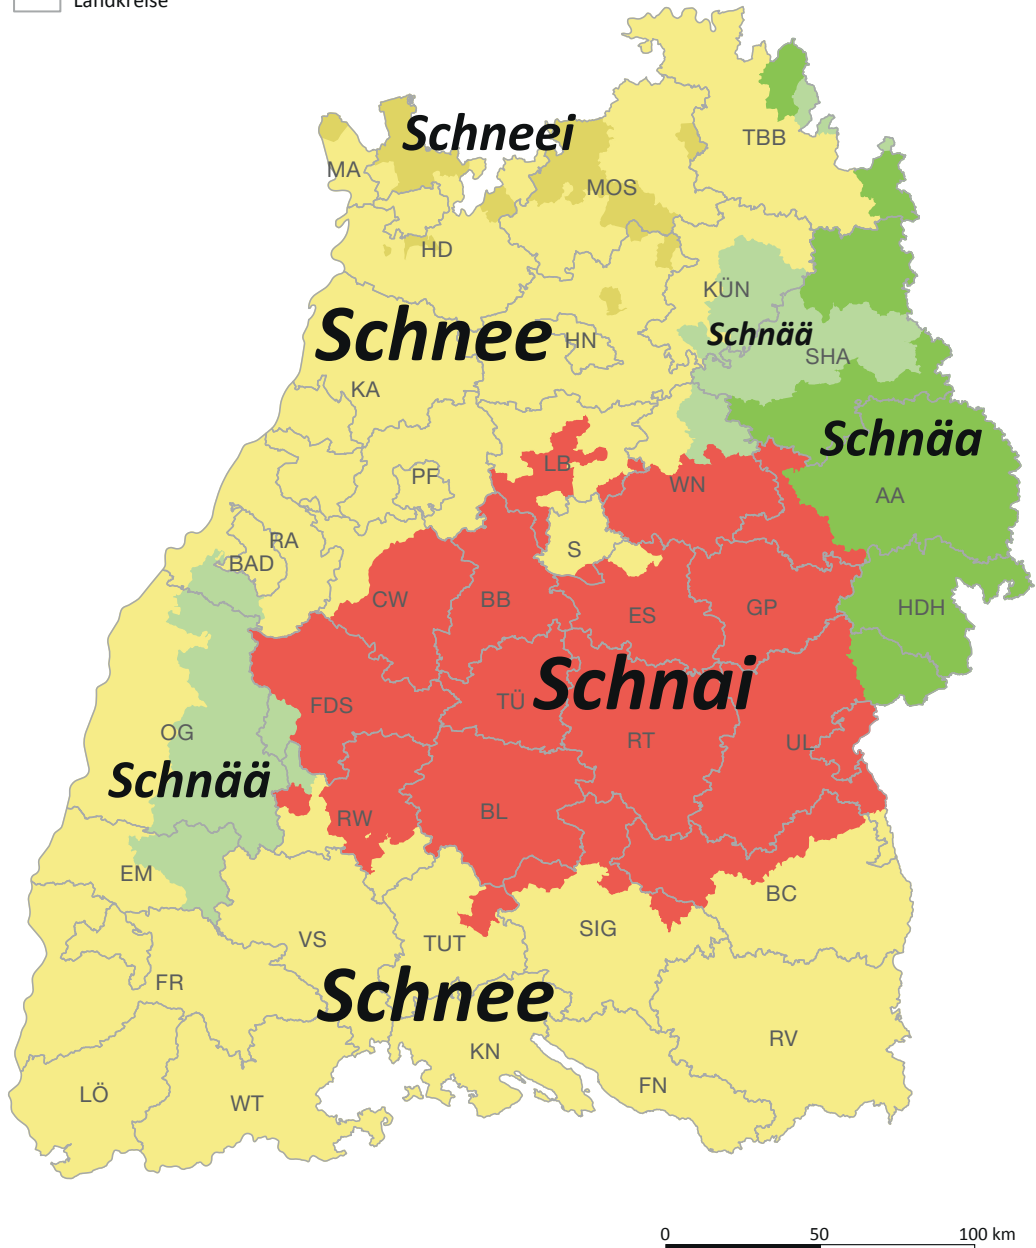 Landkreise
Schneei
TBB
MA
MOS
HD
KÜN
Schnee
Schnää
HN
SHA
KA
Schnäa
LB
PF
WN
AA
RA
S
BAD
CW
BB
ES
GP
HDH
Schnai
TÜ
FDS
OG
RT
UL
Schnää
RW
BL
EM
BC
SIG
VS
TUT
FR
Schnee
RV
KN
FN
LÖ
WT
0 50 100 km